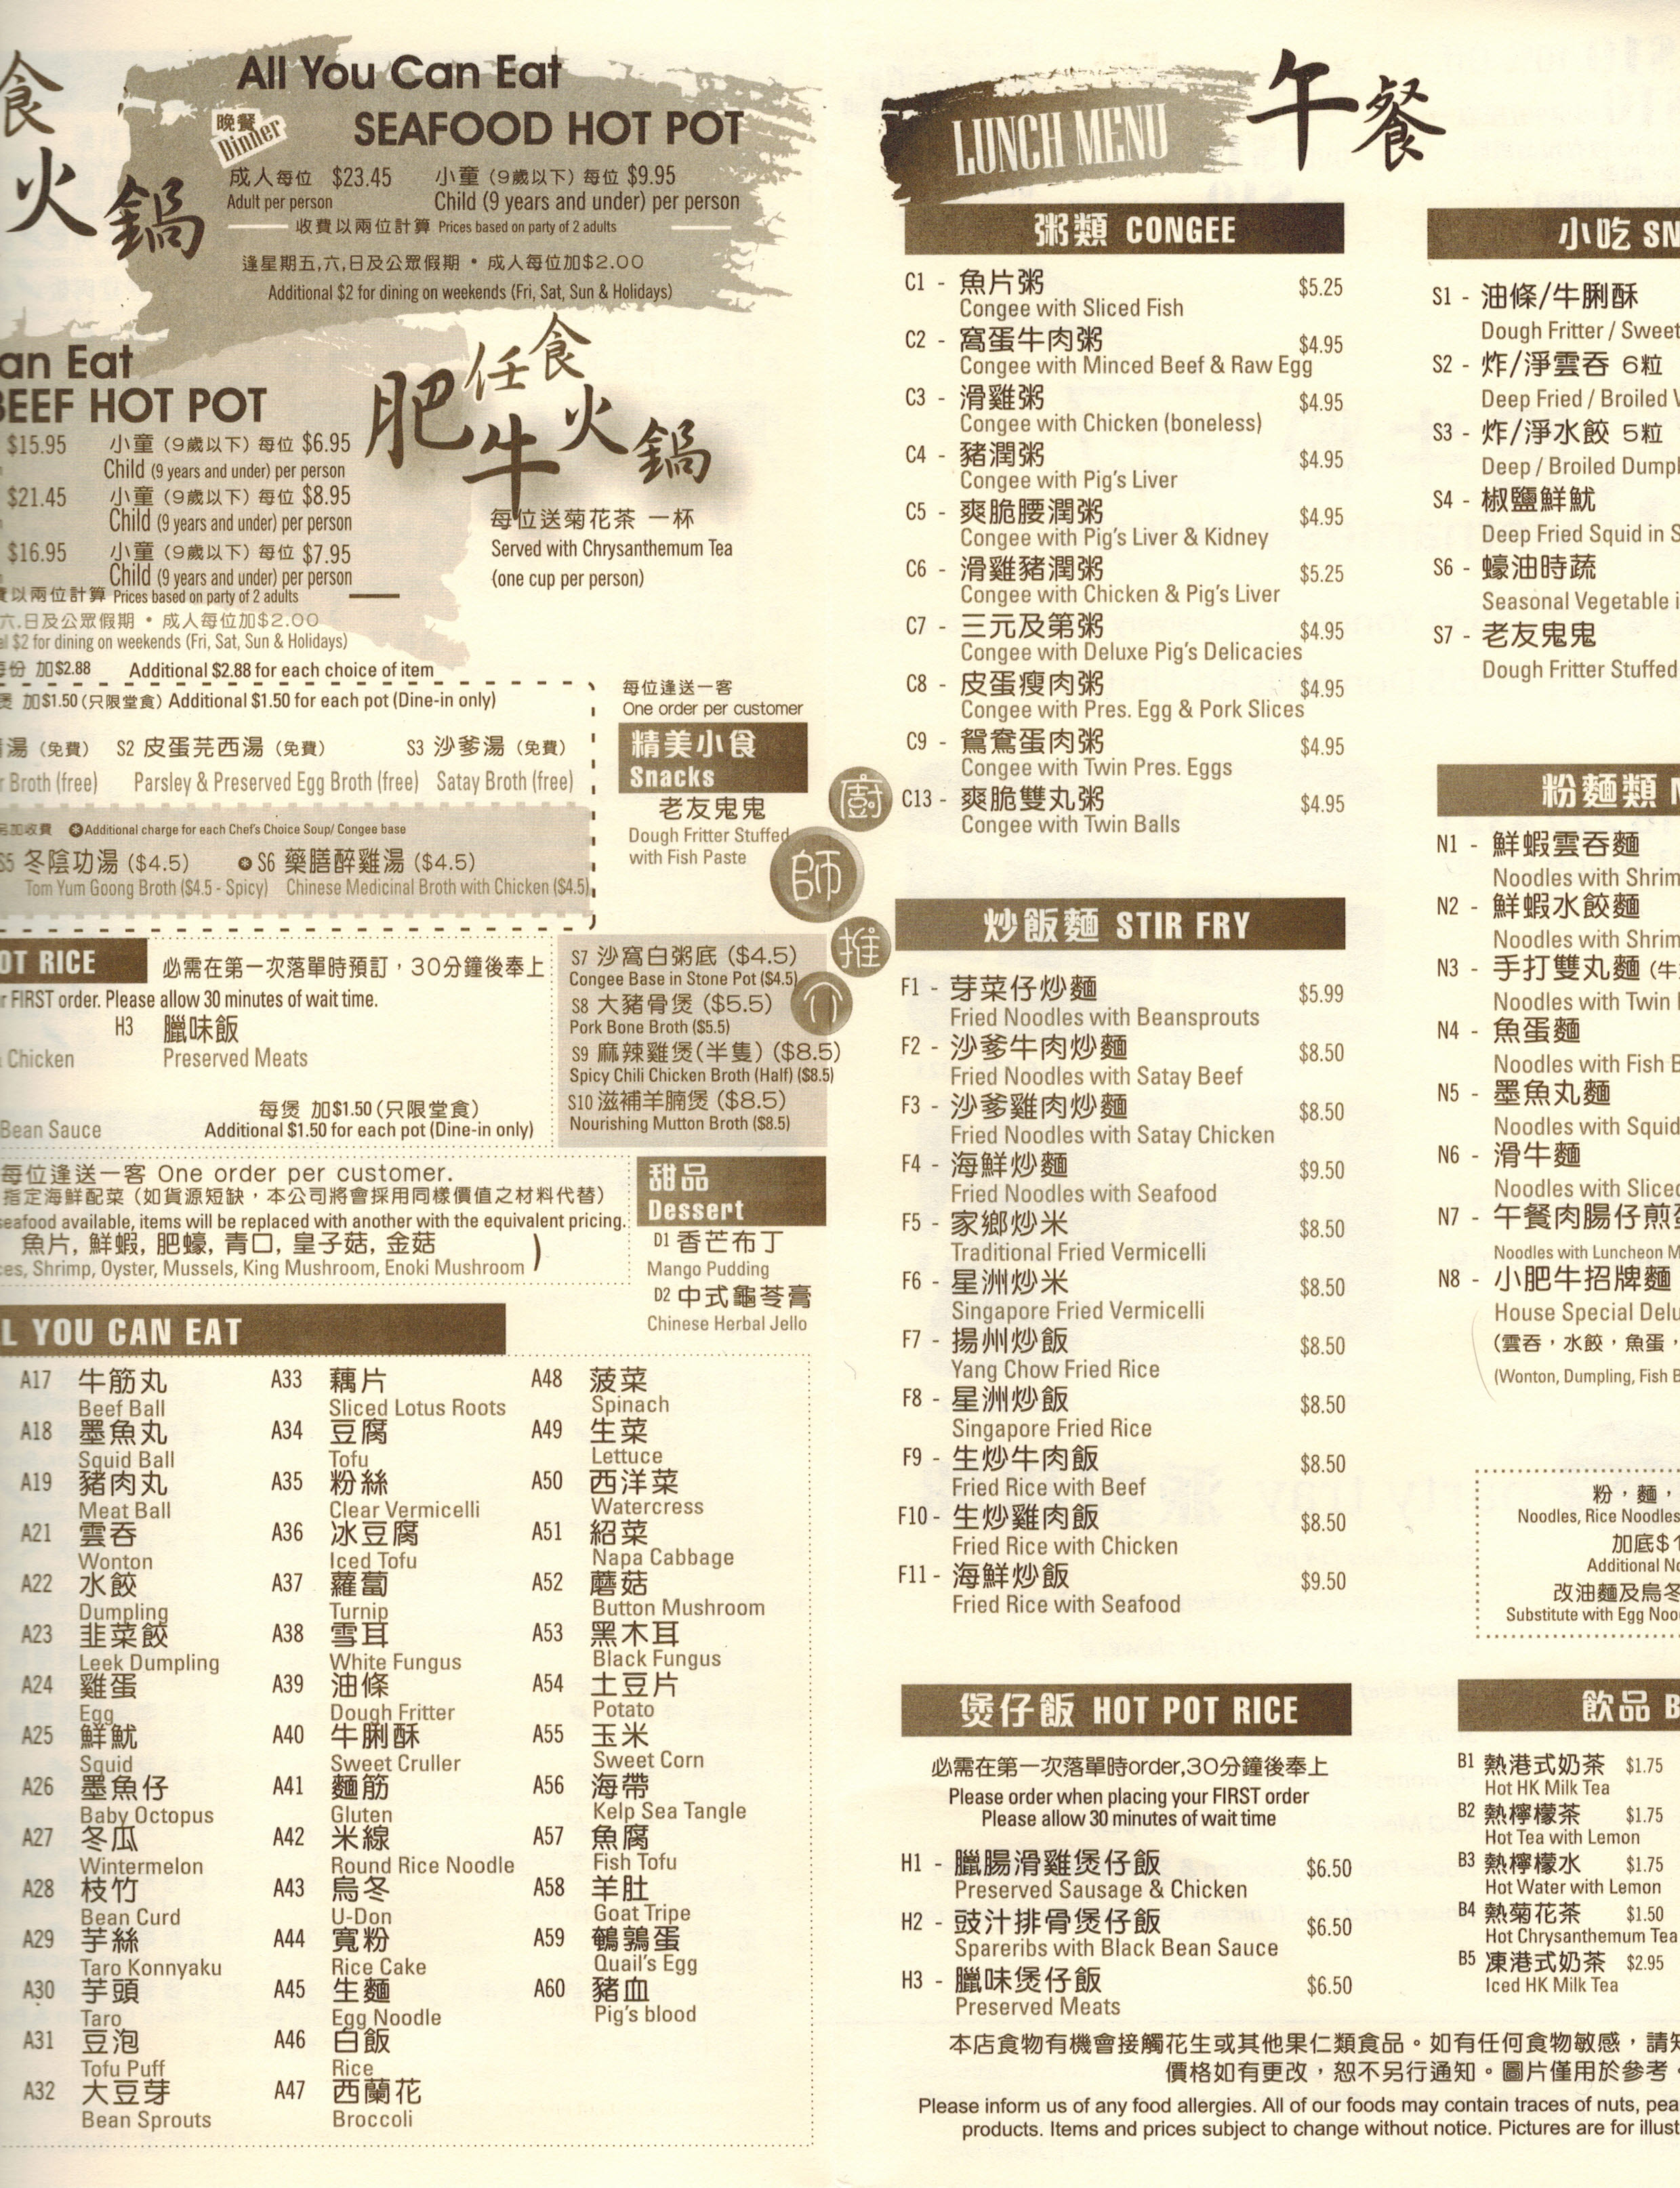 食
火
鍋
All You Can Eat
晚餐
Dinner
SEAFOOD HOT POT
成人每位 $23.45 小童 (9歲以下) 每位 $9.95
Adult per person Child (9 years and under) per person
收費以兩位計算 Prices based on party of 2 adults
逢星期五,六,日及公眾假期 • 成人每位加$2.00
Additional $2 for dining on weekends (Fri, Sat, Sun & Holidays)
an Eat
BEEF HOT POT
任食
肥牛火鍋
$15.95 小童 (9歲以下) 每位 $6.95
Child (9 years and under) per person
$21.45 小童 (9歲以下) 每位 $8.95
Child (9 years and under) per person
$16.95 小童 (9歲以下) 每位 $7.95
Child (9 years and under) per person
以兩位計算 Prices based on party of 2 adults
六.日及公眾假期 • 成人每位加$2.00
$2 for dining on weekends (Fri, Sat, Sun & Holidays)
每份 加$2.88 Additional $2.88 for each choice of item
每位送菊花茶 一杯
Served with Chrysanthemum Tea
(one cup per person)
加$1.50(只限堂食) Additional $1.50 for each pot (Dine-in only)
湯 (免費) S2 皮蛋芫西湯 (免費) S3 沙爹湯 (免費)
Broth (free) Parsley & Preserved Egg Broth (free) Satay Broth (free)
另加收費 Additional charge for each Chef's Choice Soup/ Congee base
S5 冬陰功湯 ($4.5) S6 藥膳醉雞湯 ($4.5)
Tom Yum Goong Broth ($4.5 - Spicy) Chinese Medicinal Broth with Chicken ($4.5)
每位逢送一客
One order per customer
精美小食
Snacks
老友鬼鬼
Dough Fritter Stuffed
with Fish Paste
廚
師
推
介
S7 沙窩白粥底 ($4.5)
Congee Base in Stone Pot ($4.5)
S8 大豬骨煲 ($5.5)
Pork Bone Broth ($5.5)
S9 麻辣雞煲(半隻) ($8.5)
Spicy Chili Chicken Broth (Half) ($8.5)
S10 滋補羊腩煲 ($8.5)
Nourishing Mutton Broth ($8.5)
OT RICE 必需在第一次落單時預訂，30分鐘後奉上
FIRST order. Please allow 30 minutes of wait time.
H3 臘味飯
Chicken Preserved Meats
每煲 加$1.50(只限堂食)
Bean Sauce Additional $1.50 for each pot (Dine-in only)
每位逢送一客 One order per customer.
指定海鮮配菜 (如貨源短缺，本公司將會採用同樣價值之材料代替)
seafood available, items will be replaced with another with the equivalent pricing.
魚片, 鮮蝦, 肥蠔, 青口, 皇子菇, 金菇
ces, Shrimp, Oyster, Mussels, King Mushroom, Enoki Mushroom )
甜品
Dessert
D1 香芒布丁
Mango Pudding
D2 中式龜苓膏
Chinese Herbal Jello
L YOU CAN EAT
A17 牛筋丸
Beef Ball
A18 墨魚丸
Squid Ball
A19 豬肉丸
Meat Ball
A21 雲吞
Wonton
A22 水餃
Dumpling
A23 韭菜餃
Leek Dumpling
A24 雞蛋
Egg
A25 鮮魷
Squid
A26 墨魚仔
Baby Octopus
A27 冬瓜
Wintermelon
A28 枝竹
Bean Curd
A29 芋絲
Taro Konnyaku
A30 芋頭
Taro
A31 豆泡
Tofu Puff
A32 大豆芽
Bean Sprouts
A33 藕片
Sliced Lotus Roots
A34 豆腐
Tofu
A35 粉絲
Clear Vermicelli
A36 冰豆腐
Iced Tofu
A37 蘿蔔
Turnip
A38 雪耳
White Fungus
A39 油條
Dough Fritter
A40 牛脷酥
Sweet Cruller
A41 麵筋
Gluten
A42 米線
Round Rice Noodle
A43 烏冬
U-Don
A44 寬粉
Rice Cake
A45 生麵
Egg Noodle
A46 白飯
Rice
A47 西蘭花
Broccoli
A48 菠菜
Spinach
A49 生菜
Lettuce
A50 西洋菜
Watercress
A51 紹菜
Napa Cabbage
A52 蘑菇
Button Mushroom
A53 黑木耳
Black Fungus
A54 土豆片
Potato
A55 玉米
Sweet Corn
A56 海帶
Kelp Sea Tangle
A57 魚腐
Fish Tofu
A58 羊肚
Goat Tripe
A59 鵪鶉蛋
Quail's Egg
A60 豬血
Pig's blood
LUNCH MENU 午餐
粥類 CONGEE
C1 - 魚片粥 $5.25
Congee with Sliced Fish
C2 - 窩蛋牛肉粥 $4.95
Congee with Minced Beef & Raw Egg
C3 - 滑雞粥 $4.95
Congee with Chicken (boneless)
C4 - 豬潤粥 $4.95
Congee with Pig's Liver
C5 - 爽脆腰潤粥 $4.95
Congee with Pig's Liver & Kidney
C6 - 滑雞豬潤粥 $5.25
Congee with Chicken & Pig's Liver
C7 - 三元及第粥 $4.95
Congee with Deluxe Pig's Delicacies
C8 - 皮蛋瘦肉粥 $4.95
Congee with Pres. Egg & Pork Slices
C9 - 鴛鴦蛋肉粥 $4.95
Congee with Twin Pres. Eggs
C13 - 爽脆雙丸粥 $4.95
Congee with Twin Balls
炒飯麵 STIR FRY
F1 - 芽菜仔炒麵 $5.99
Fried Noodles with Beansprouts
F2 - 沙爹牛肉炒麵 $8.50
Fried Noodles with Satay Beef
F3 - 沙爹雞肉炒麵 $8.50
Fried Noodles with Satay Chicken
F4 - 海鮮炒麵 $9.50
Fried Noodles with Seafood
F5 - 家鄉炒米 $8.50
Traditional Fried Vermicelli
F6 - 星洲炒米 $8.50
Singapore Fried Vermicelli
F7 - 揚州炒飯 $8.50
Yang Chow Fried Rice
F8 - 星洲炒飯 $8.50
Singapore Fried Rice
F9 - 生炒牛肉飯 $8.50
Fried Rice with Beef
F10 - 生炒雞肉飯 $8.50
Fried Rice with Chicken
F11 - 海鮮炒飯 $9.50
Fried Rice with Seafood
煲仔飯 HOT POT RICE
必需在第一次落單時order,30分鐘後奉上
Please order when placing your FIRST order
Please allow 30 minutes of wait time
H1 - 臘腸滑雞煲仔飯 $6.50
Preserved Sausage & Chicken
H2 - 豉汁排骨煲仔飯 $6.50
Spareribs with Black Bean Sauce
H3 - 臘味煲仔飯 $6.50
Preserved Meats
小吃 SN
S1 - 油條/牛脷酥
Dough Fritter / Sweet
S2 - 炸/淨雲吞 6粒
Deep Fried / Broiled W
S3 - 炸/淨水餃 5粒
Deep / Broiled Dumpl
S4 - 椒鹽鮮魷
Deep Fried Squid in S
S6 - 蠔油時蔬
Seasonal Vegetable i
S7 - 老友鬼鬼
Dough Fritter Stuffed
粉麵類 N
N1 - 鮮蝦雲吞麵
Noodles with Shrim
N2 - 鮮蝦水餃麵
Noodles with Shrim
N3 - 手打雙丸麵 (牛
Noodles with Twin
N4 - 魚蛋麵
Noodles with Fish B
N5 - 墨魚丸麵
Noodles with Squid
N6 - 滑牛麵
Noodles with Sliced
N7 - 午餐肉腸仔煎蛋
Noodles with Luncheon M
N8 - 小肥牛招牌麵
House Special Delu
(雲吞，水餃，魚蛋，
(Wonton, Dumpling, Fish B
粉，麵，
Noodles, Rice Noodles
加底$1
Additional No
改油麵及烏冬
Substitute with Egg Noo
飲品 B
B1 熱港式奶茶 $1.75
Hot HK Milk Tea
B2 熱檸檬茶 $1.75
Hot Tea with Lemon
B3 熱檸檬水 $1.75
Hot Water with Lemon
B4 熱菊花茶 $1.50
Hot Chrysanthemum Tea
B5 凍港式奶茶 $2.95
Iced HK Milk Tea
本店食物有機會接觸花生或其他果仁類食品。如有任何食物敏感，請知
價格如有更改，恕不另行通知。圖片僅用於參考。
Please inform us of any food allergies. All of our foods may contain traces of nuts, pea
products. Items and prices subject to change without notice. Pictures are for illust